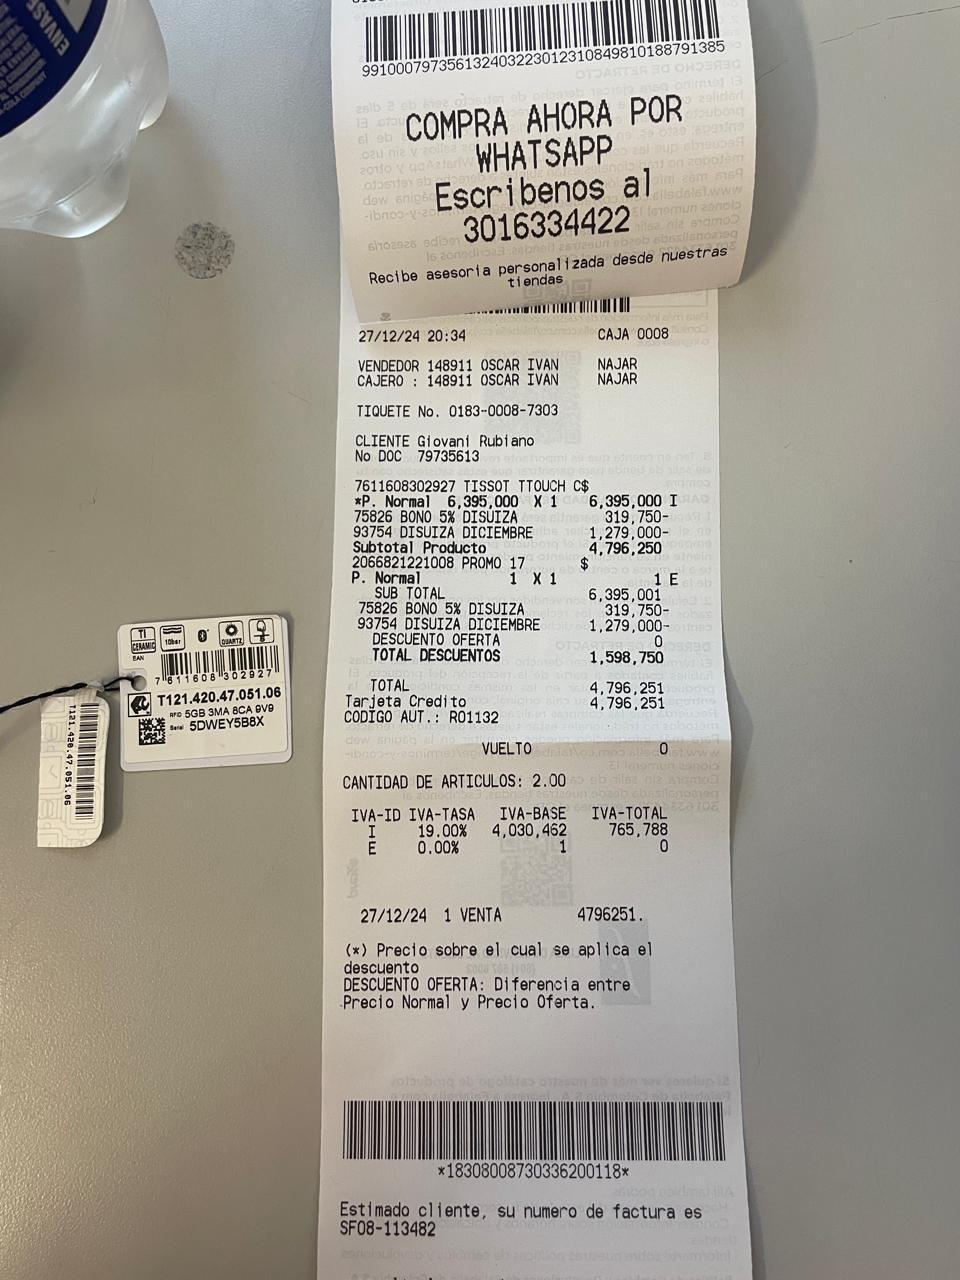 ENVASE
9910007973561324032230123108498101887913​85
COMPRA AHORA POR
WHATSAPP
Escribenos al
3016334422
Recibe asesoria personalizada desde nuestras
tiendas
27/12/24 20:34 CAJA 0008
VENDEDOR 148911 OSCAR IVAN NAJAR
CAJERO : 148911 OSCAR IVAN NAJAR
TIQUETE No. 0183-0008-7303
CLIENTE Giovani Rubiano
No DOC 79735613
7611608302927 TISSOT TTOUCH C$
*P. Normal 6,395,000 X 1 6,395,000 I
75826 BONO 5% DISUIZA 319,750-
93754 DISUIZA DICIEMBRE 1,279,000-
Subtotal Producto 4,796,250
2066821221008 PROMO 17 $
P. Normal 1 X 1 1 E
SUB TOTAL 6,395,001
75826 BONO 5% DISUIZA 319,750-
93754 DISUIZA DICIEMBRE 1,279,000-
DESCUENTO OFERTA 0
TOTAL DESCUENTOS 1,598,750
TOTAL 4,796,251
Tarjeta Credito 4,796,251
CODIGO AUT.: RO1132
VUELTO 0
CANTIDAD DE ARTICULOS: 2.00
IVA-ID IVA-TASA IVA-BASE IVA-TOTAL
I 19.00% 4,030,462 765,788
E 0.00% 1 0
27/12/24 1 VENTA 4796251.
(*) Precio sobre el cual se aplica el
descuento
DESCUENTO OFERTA: Diferencia entre
Precio Normal y Precio Oferta.
*18308008730336200118*
Estimado cliente, su numero de factura es
SF08-113482
TI
CERAMIC
10bar
QUARTZ
EAN
7 611608 302927
T121.420.47.051.06
RFID 5GB 3MA 8CA 9V9
Serial 5DWEY5B8X
T121.420.47.051.06